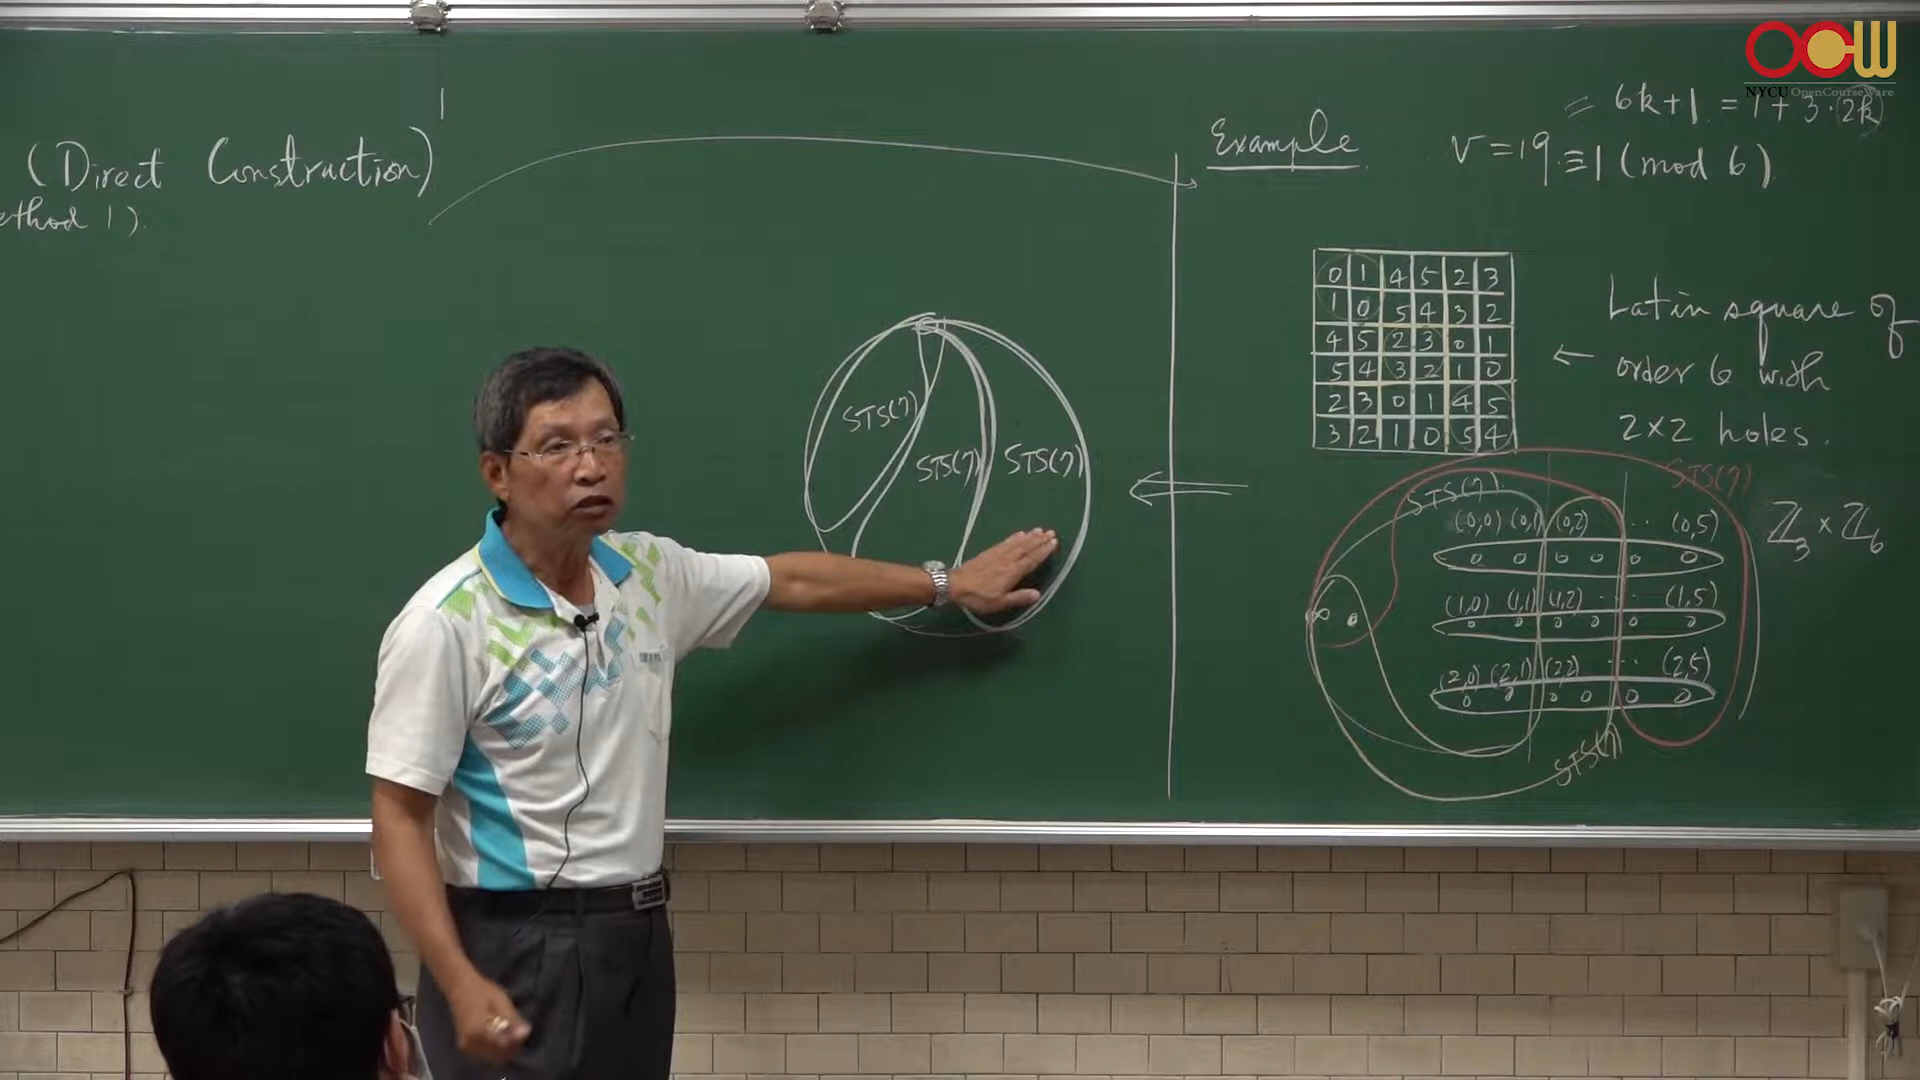 (Direct Construction)
ethod 1).
Example
= 6k+1 = 1 + 3·2k
v = 19 ≡ 1 (mod 6)
0 1 4 5 2 3
1 0 5 4 3 2
4 5 2 3 0 1
5 4 3 2 1 0
2 3 0 1 4 5
3 2 1 0 5 4
← Latin square of
order 6 with
2×2 holes.
STS(7)
STS(7)
STS(7)
STS(7)
STS(7)
(0,0) (0,1) (0,2) ... (0,5)
ℤ₃ × ℤ₆
(1,0) (1,1) (1,2) ... (1,5)
∞
(2,0) (2,1) (2,2) ... (2,5)
STS(7)
OCW
NYCU OpenCourseWare